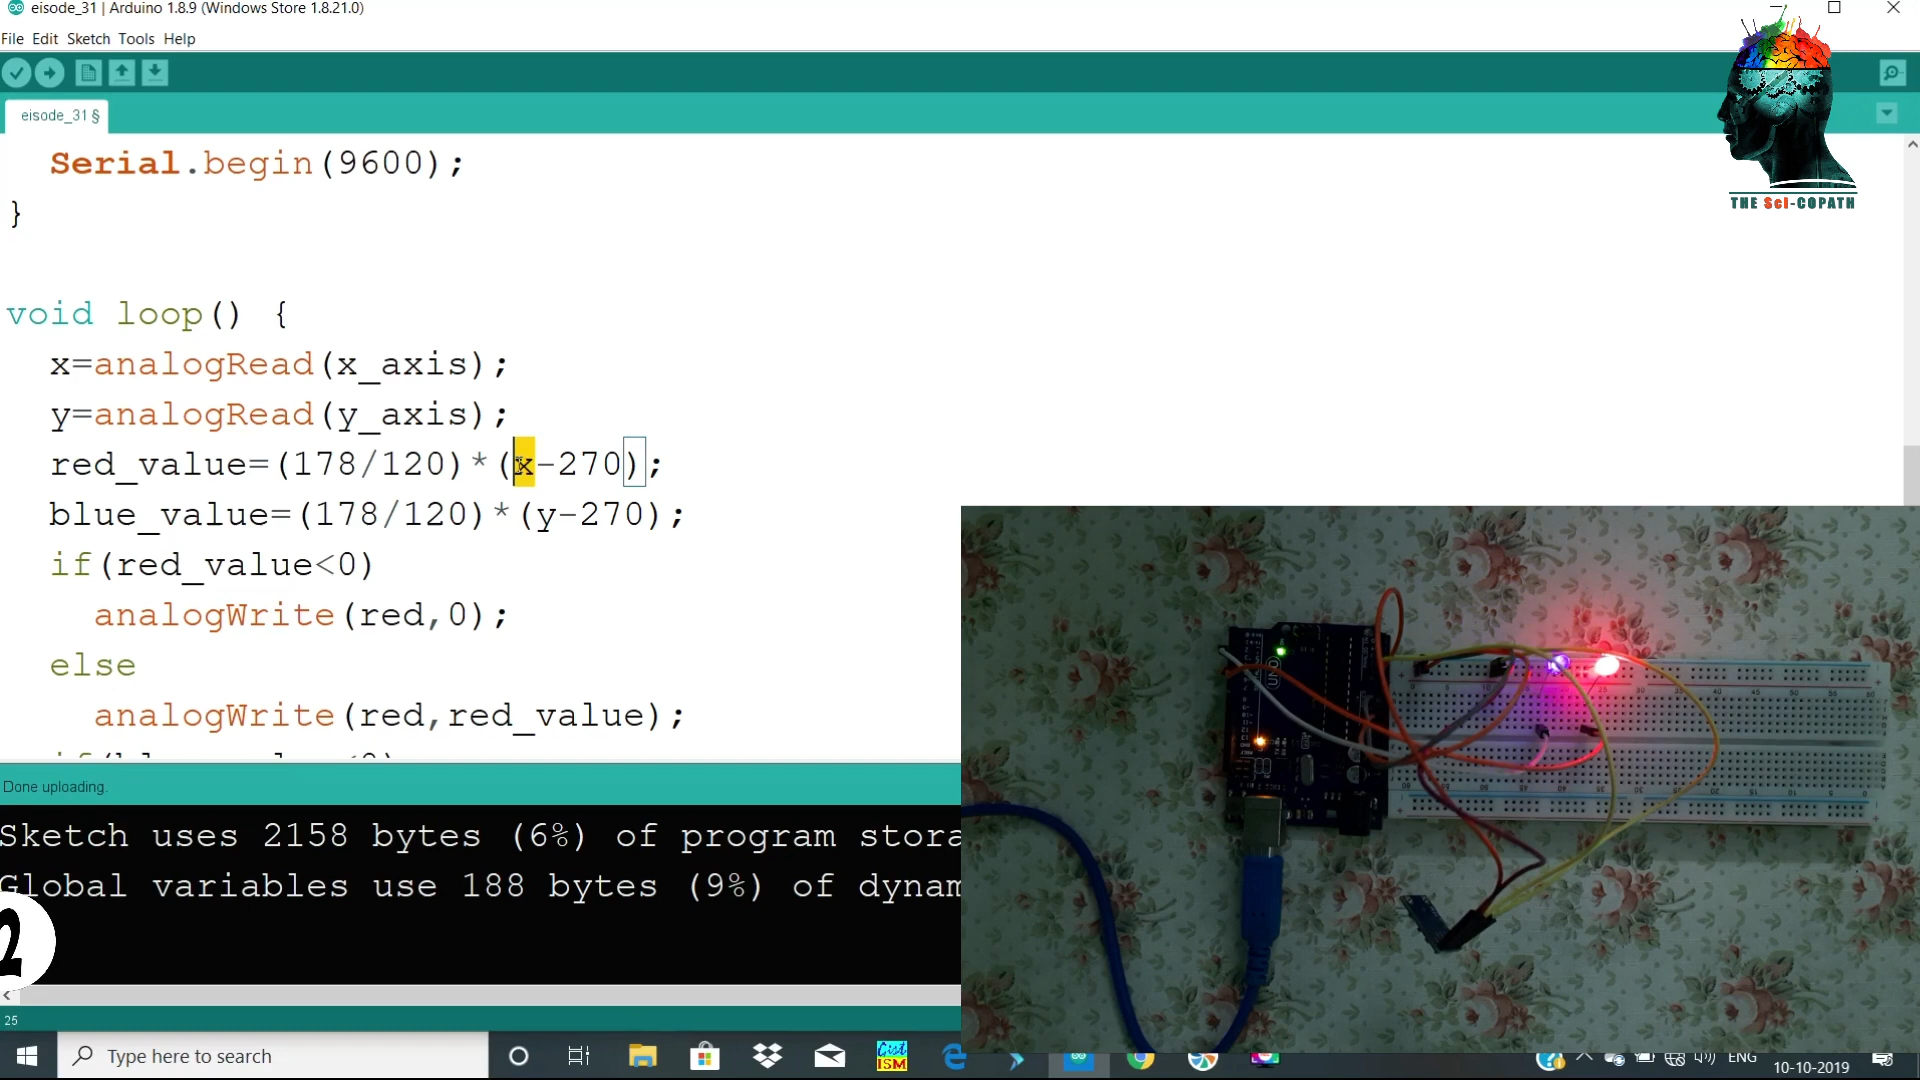 eisode_31 | Arduino 1.8.9 (Windows Store 1.8.21.0)
File Edit Sketch Tools Help
eisode_31 §
THE ScI-COPATH
Serial.begin(9600);
}
void loop() {
x=analogRead(x_axis);
y=analogRead(y_axis);
red_value=(178/120)*(x-270);
blue_value=(178/120)*(y-270);
if(red_value<0)
analogWrite(red,0);
else
analogWrite(red,red_value);
Done uploading.
Sketch uses 2158 bytes (6%) of program stora
Global variables use 188 bytes (9%) of dynam
2
25
Type here to search
Gist
ISM
ENG
10-10-2019